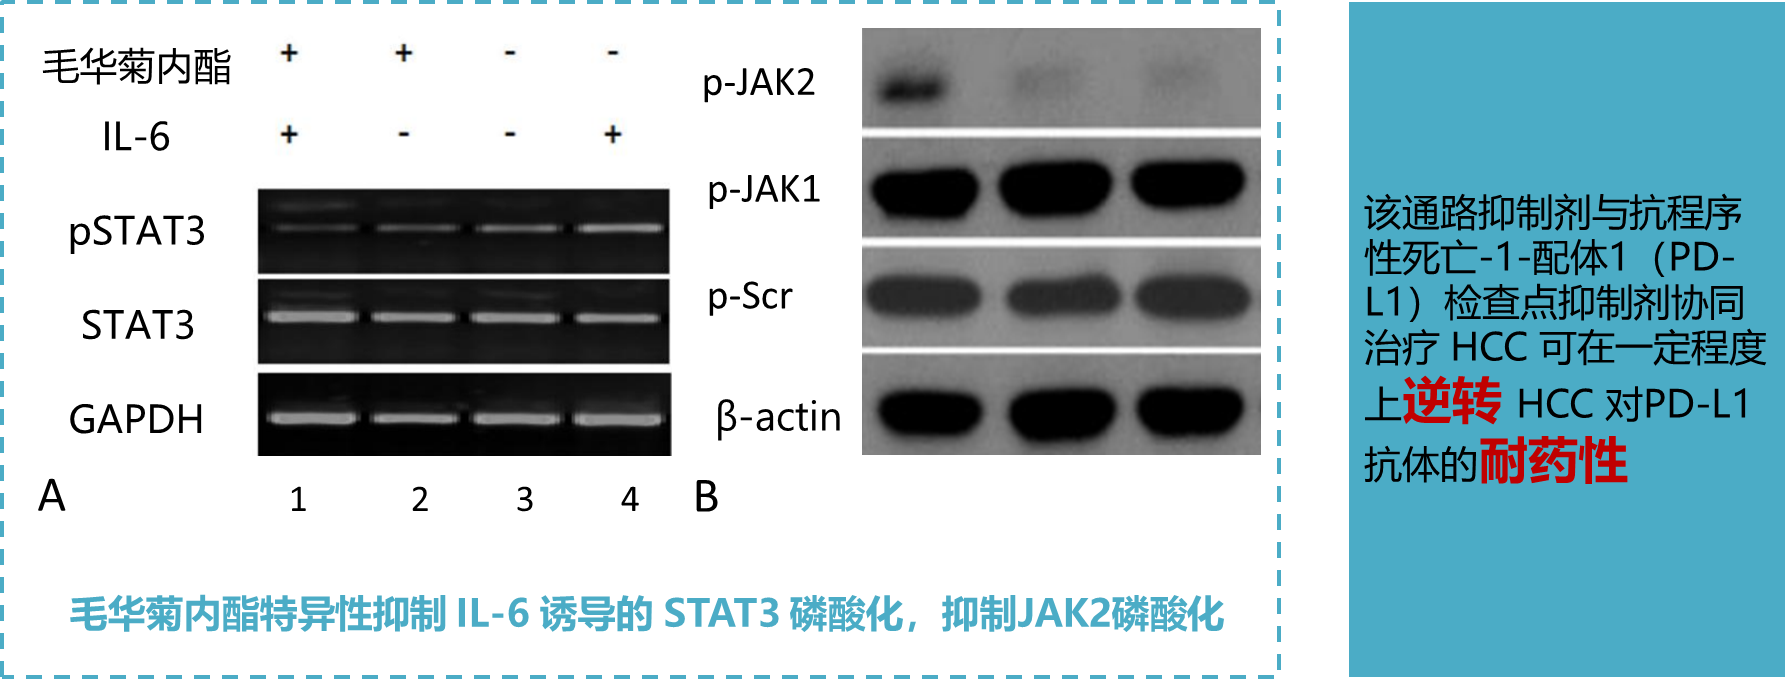 毛华菊内酯 + + - -
IL-6 + - - +
pSTAT3
STAT3
GAPDH
A 1 2 3 4
p-JAK2
p-JAK1
p-Scr
β-actin
B
毛华菊内酯特异性抑制 IL-6 诱导的 STAT3 磷酸化，抑制JAK2磷酸化
该通路抑制剂与抗程序
性死亡-1-配体1（PD-
L1）检查点抑制剂协同
治疗 HCC 可在一定程度
上逆转 HCC 对PD-L1
抗体的耐药性